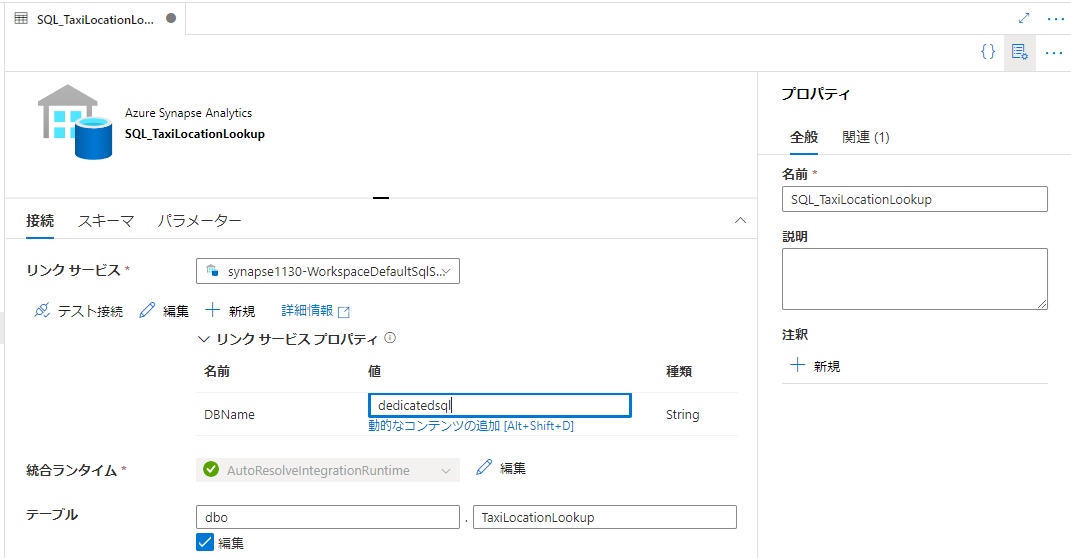 SQL_TaxiLocationLo...
Azure Synapse Analytics
SQL_TaxiLocationLookup
接続 スキーマ パラメーター
リンク サービス *
synapse1130-WorkspaceDefaultSqlS...
テスト接続 編集 新規 詳細情報
リンク サービス プロパティ
名前 値 種類
DBName dedicatedsql String
動的なコンテンツの追加 [Alt+Shift+D]
統合ランタイム * AutoResolveIntegrationRuntime 編集
テーブル dbo . TaxiLocationLookup
編集
プロパティ
全般 関連 (1)
名前 *
SQL_TaxiLocationLookup
説明
注釈
新規